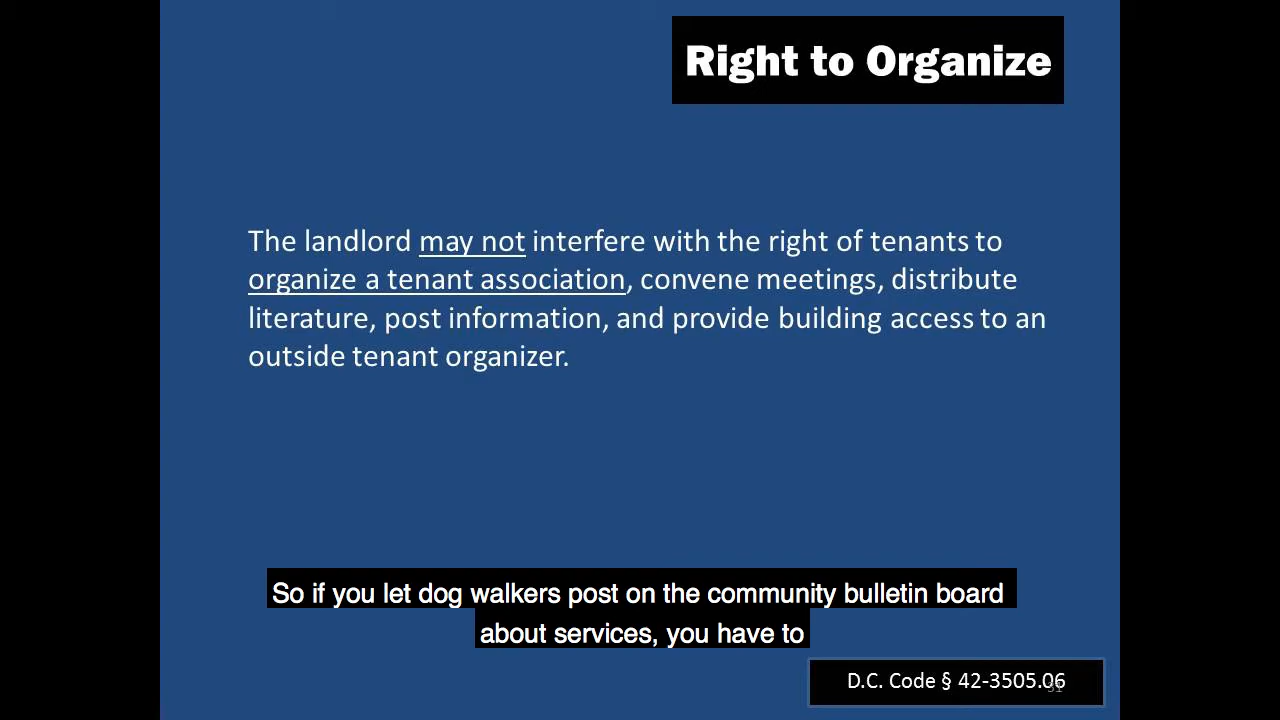 Right to Organize
The landlord may not interfere with the right of tenants to
organize a tenant association, convene meetings, distribute
literature, post information, and provide building access to an
outside tenant organizer.
So if you let dog walkers post on the community bulletin board
about services, you have to
D.C. Code § 42-3505.06
51